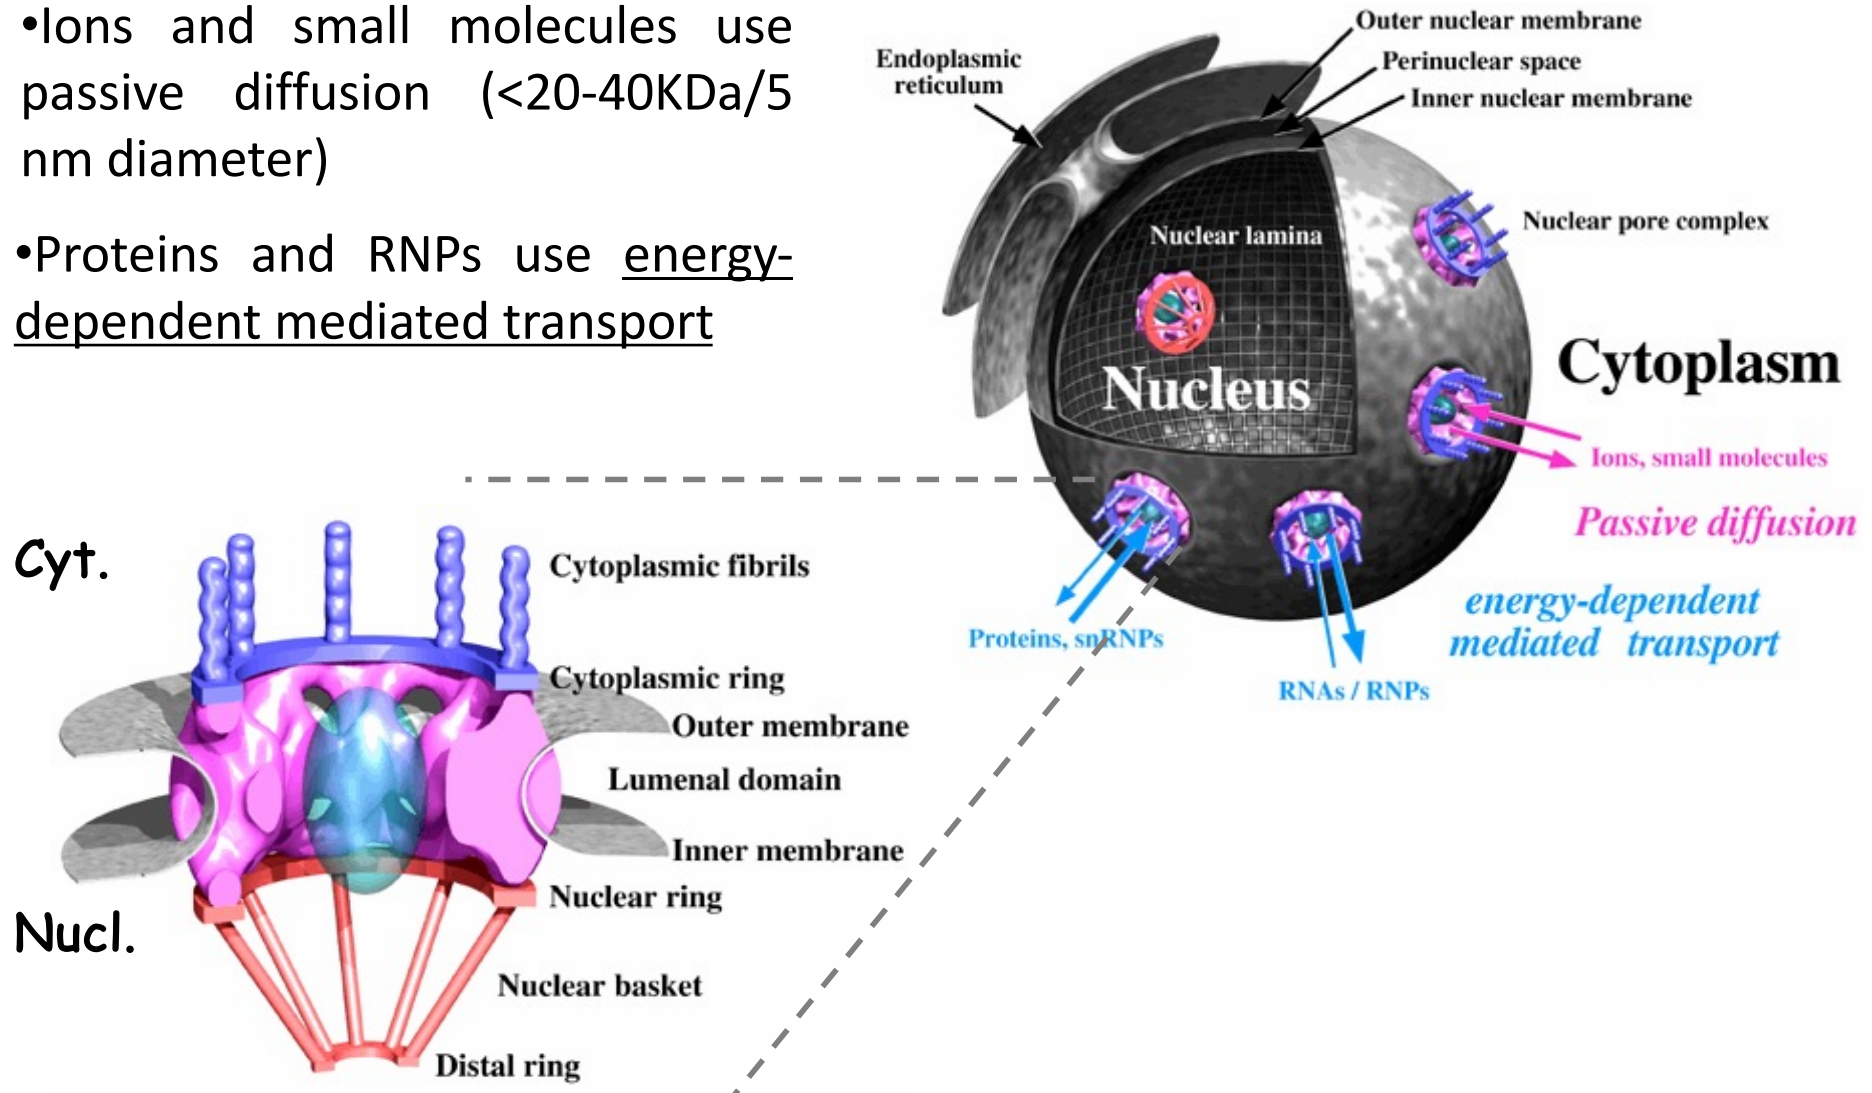 •Ions and small molecules use
passive diffusion (<20-40KDa/5
nm diameter)
•Proteins and RNPs use energy-
dependent mediated transport
Outer nuclear membrane
Perinuclear space
Inner nuclear membrane
Endoplasmic
reticulum
Nuclear lamina
Nuclear pore complex
Nucleus
Cytoplasm
Ions, small molecules
Passive diffusion
energy-dependent
mediated transport
Proteins, snRNPs
RNAs / RNPs
Cyt.
Cytoplasmic fibrils
Cytoplasmic ring
Outer membrane
Lumenal domain
Inner membrane
Nuclear ring
Nucl.
Nuclear basket
Distal ring